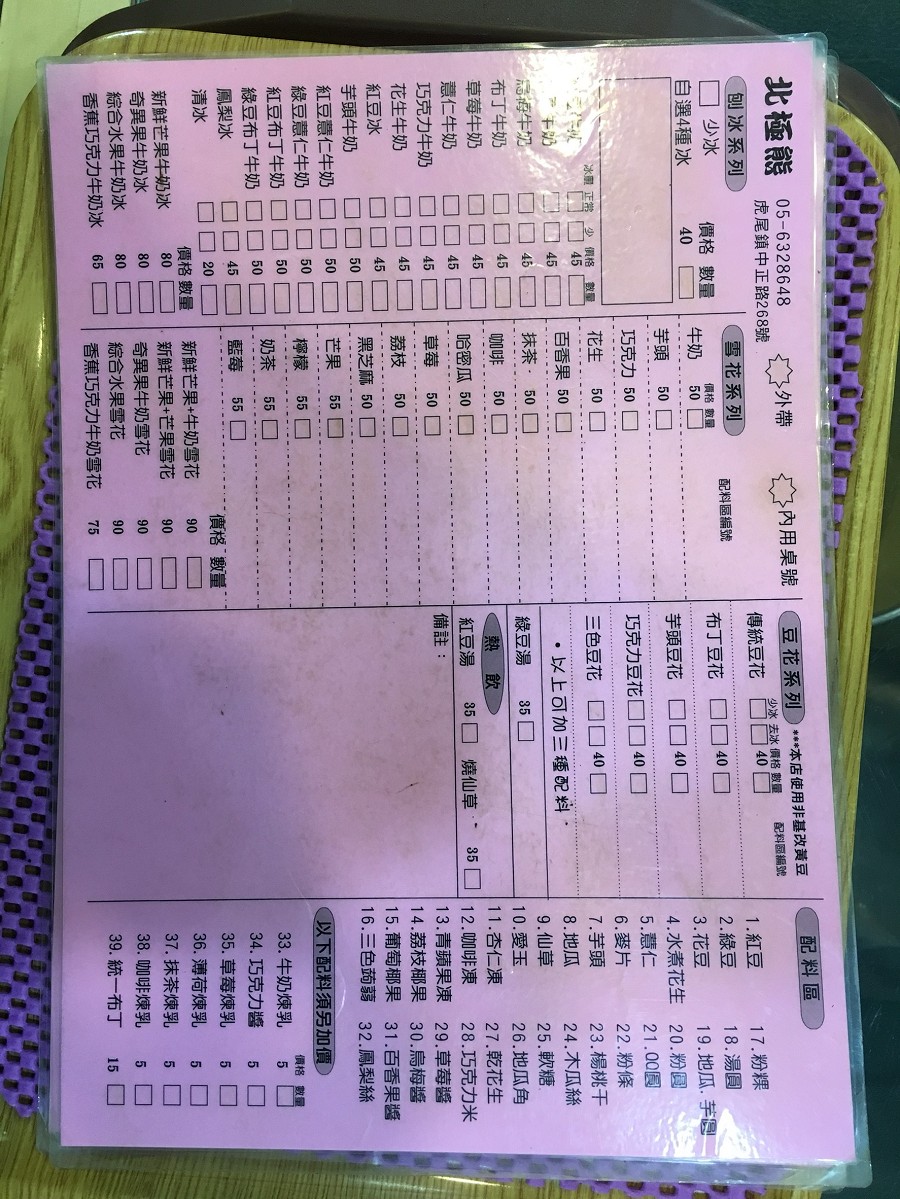 北極熊
05-6328648
虎尾鎮中正路268號
外帶
內用桌號
刨冰系列
少冰
價格 數量
自選4種冰 40
冰量 正常 少 價格 數量
45
牛奶 45
烏梅牛奶 45
布丁牛奶 45
草莓牛奶 45
薏仁牛奶 45
巧克力牛奶 45
花生牛奶 45
紅豆冰 45
芋頭牛奶 50
紅豆薏仁牛奶 50
綠豆薏仁牛奶 50
紅豆布丁牛奶 50
綠豆布丁牛奶 50
鳳梨冰 45
清冰 20
價格 數量
新鮮芒果牛奶冰 80
奇異果牛奶冰 80
綜合水果牛奶冰 80
香蕉巧克力牛奶冰 65
雪花系列
配料區編號
價格 數量
牛奶 50
芋頭 50
巧克力 50
花生 50
百香果 50
抹茶 50
咖啡 50
哈密瓜 50
草莓 50
荔枝 50
黑芝麻 50
芒果 55
檸檬 55
奶茶 55
藍莓 55
價格 數量
新鮮芒果+牛奶雪花 90
新鮮芒果+芒果雪花 90
奇異果牛奶雪花 90
綜合水果雪花 90
香蕉巧克力牛奶雪花 75
豆花系列
***本店使用非基改黃豆
少冰 去冰 價格 數量 配料區編號
傳統豆花 40
布丁豆花 40
芋頭豆花 40
巧克力豆花 40
三色豆花 40
·以上可加三種配料
綠豆湯 35
熱 飲
紅豆湯 35 燒仙草 35
備註：
配料區
1.紅豆
2.綠豆
3.花豆
4.水煮花生
5.薏仁
6.麥片
7.芋頭
8.地瓜
9.仙草
10.愛玉
11.杏仁凍
12.咖啡凍
13.青蘋果凍
14.荔枝椰果
15.葡萄椰果
16.三色蒟蒻
17.粉粿
18.湯圓
19.地瓜.芋圓
20.粉圓
21.00圓
22.粉條
23.楊桃干
24.木瓜絲
25.軟糖
26.地瓜角
27.乾花生
28.巧克力米
29.草莓醬
30.烏梅醬
31.百香果醬
32.鳳梨絲
以下配料須另加價
價格 數量
33.牛奶煉乳 5
34.巧克力醬 5
35.草莓煉乳 5
36.薄荷煉乳 5
37.抹茶煉乳 5
38.咖啡煉乳 5
39.統一布丁 15